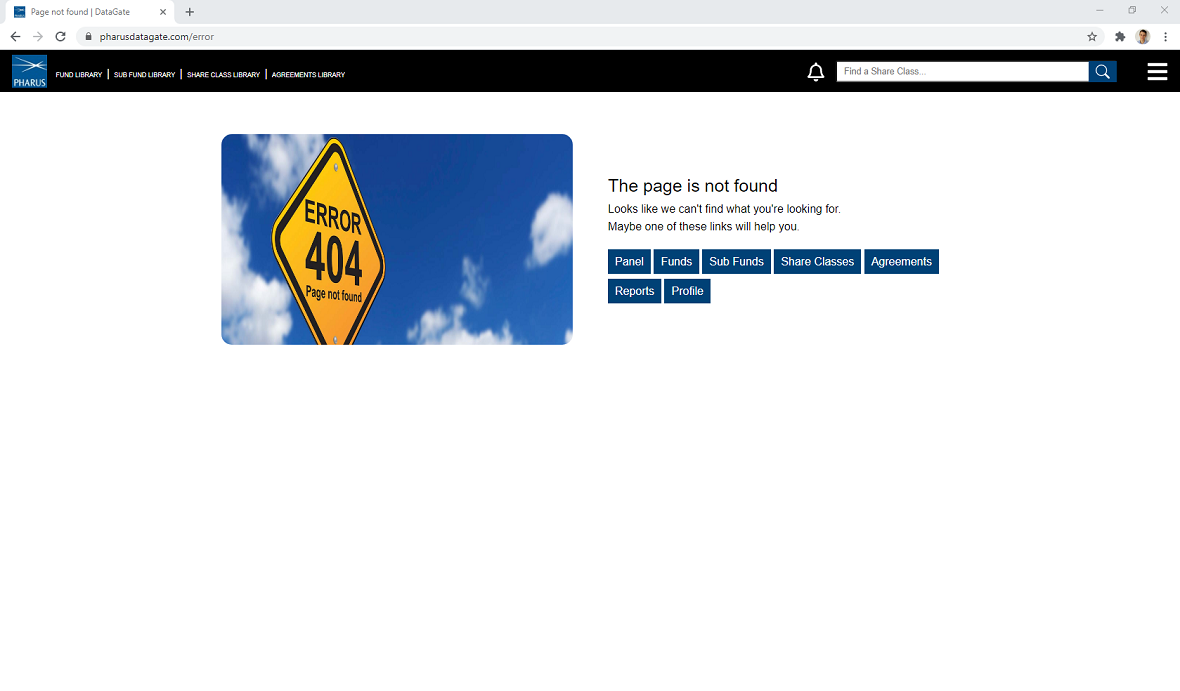 Page not found | DataGate
pharusdatagate.com/error
PHARUS
FUND LIBRARY | SUB FUND LIBRARY | SHARE CLASS LIBRARY | AGREEMENTS LIBRARY
Find a Share Class...
ERROR
404
Page not found
The page is not found
Looks like we can't find what you're looking for.
Maybe one of these links will help you.
Panel Funds Sub Funds Share Classes Agreements
Reports Profile